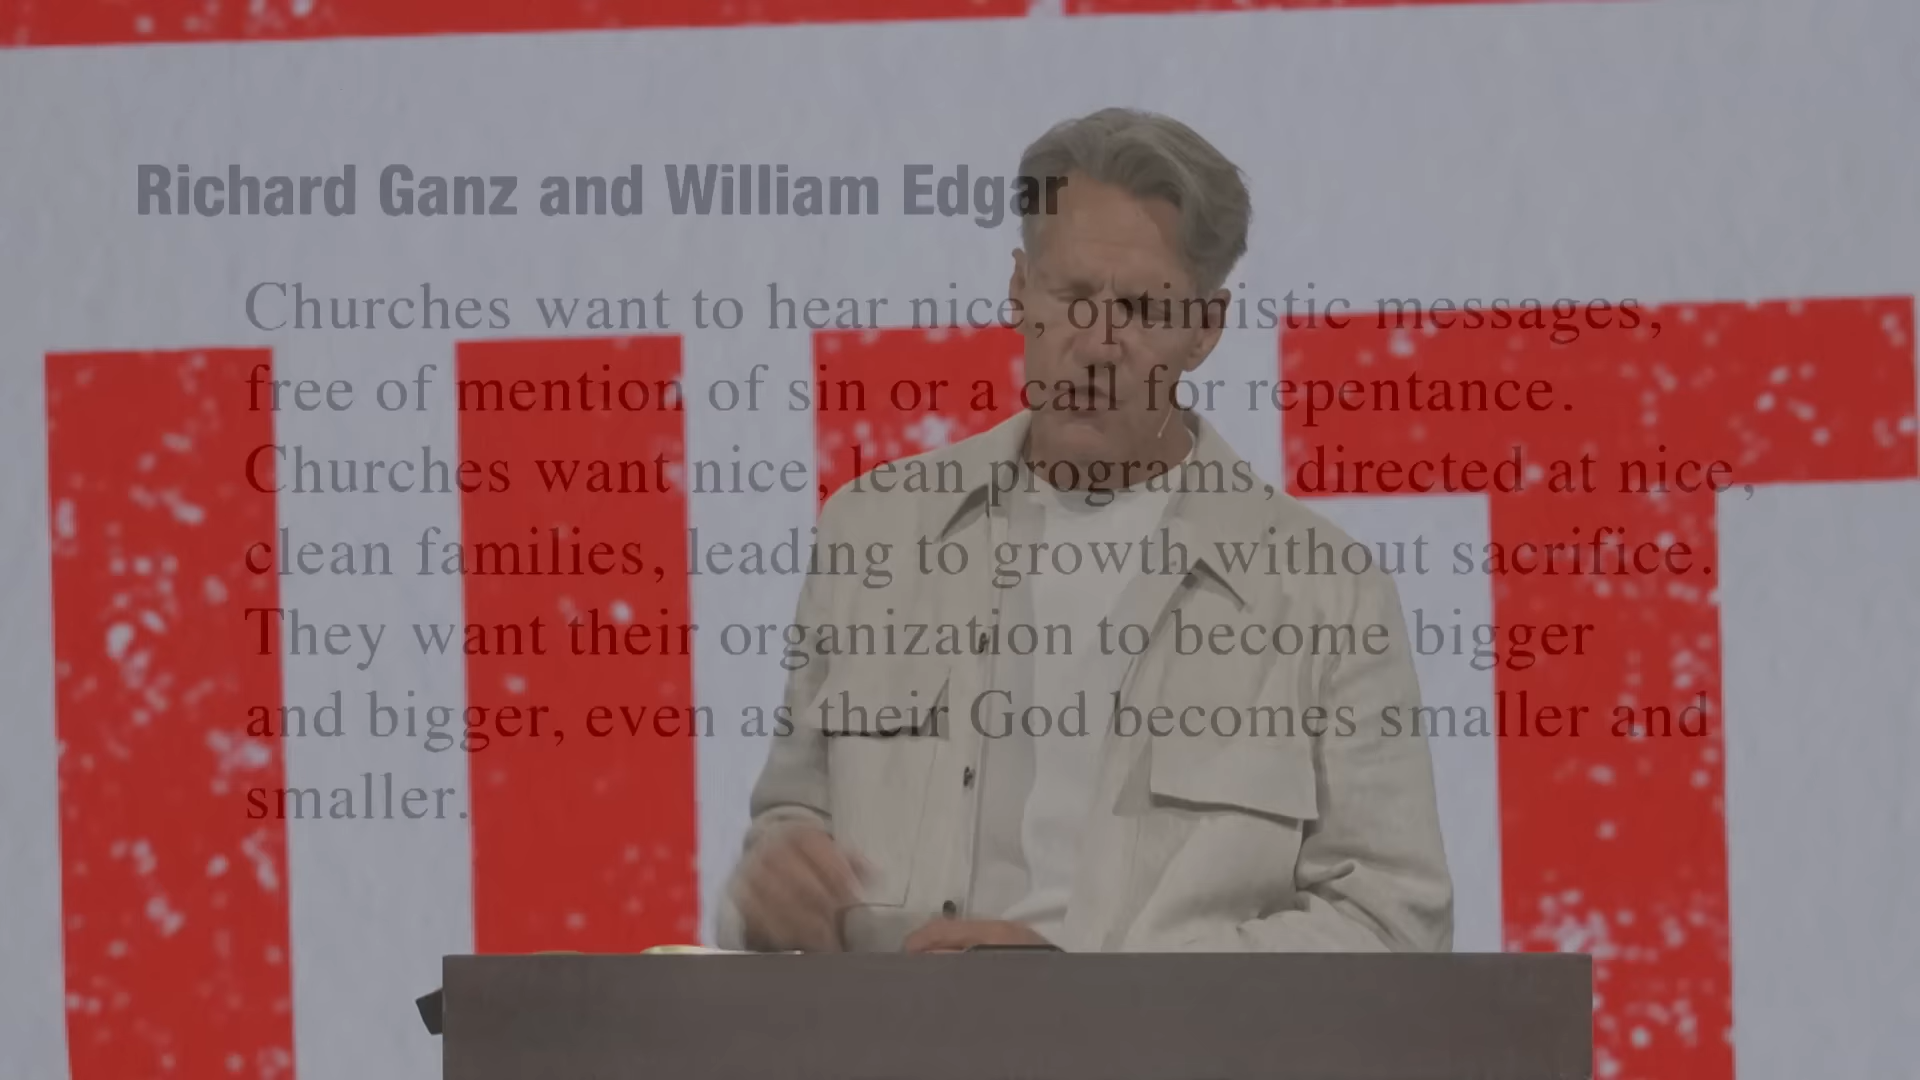 Richard Ganz and William Edgar
Churches want to hear nice, optimistic messages,
free of mention of sin or a call for repentance.
Churches want nice, lean programs, directed at nice,
clean families, leading to growth without sacrifice.
They want their organization to become bigger
and bigger, even as their God becomes smaller and
smaller.